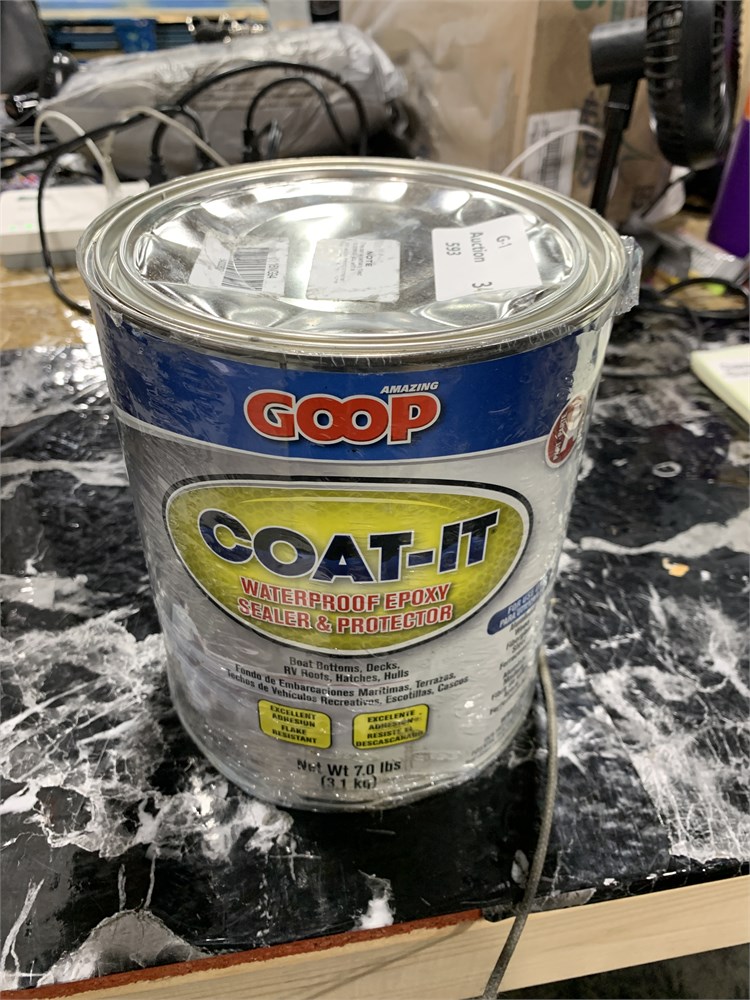 G-1
Auction
593
NOTE
AMAZING
GOOP
COAT-IT
WATERPROOF EPOXY
SEALER & PROTECTOR
Boat Bottoms, Decks,
RV Roofs, Hatches, Hulls
Fondo de Embarcaciones Marítimas, Terrazas,
Techos de Vehículos Recreativos, Escotillas, Cascos
EXCELLENT
ADHESION
FLAKE
RESISTANT
EXCELENTE
ADHESIÓN
RESISTE EL
DESCASCARADO
Net Wt 7.0 lbs
(3.1 kg)